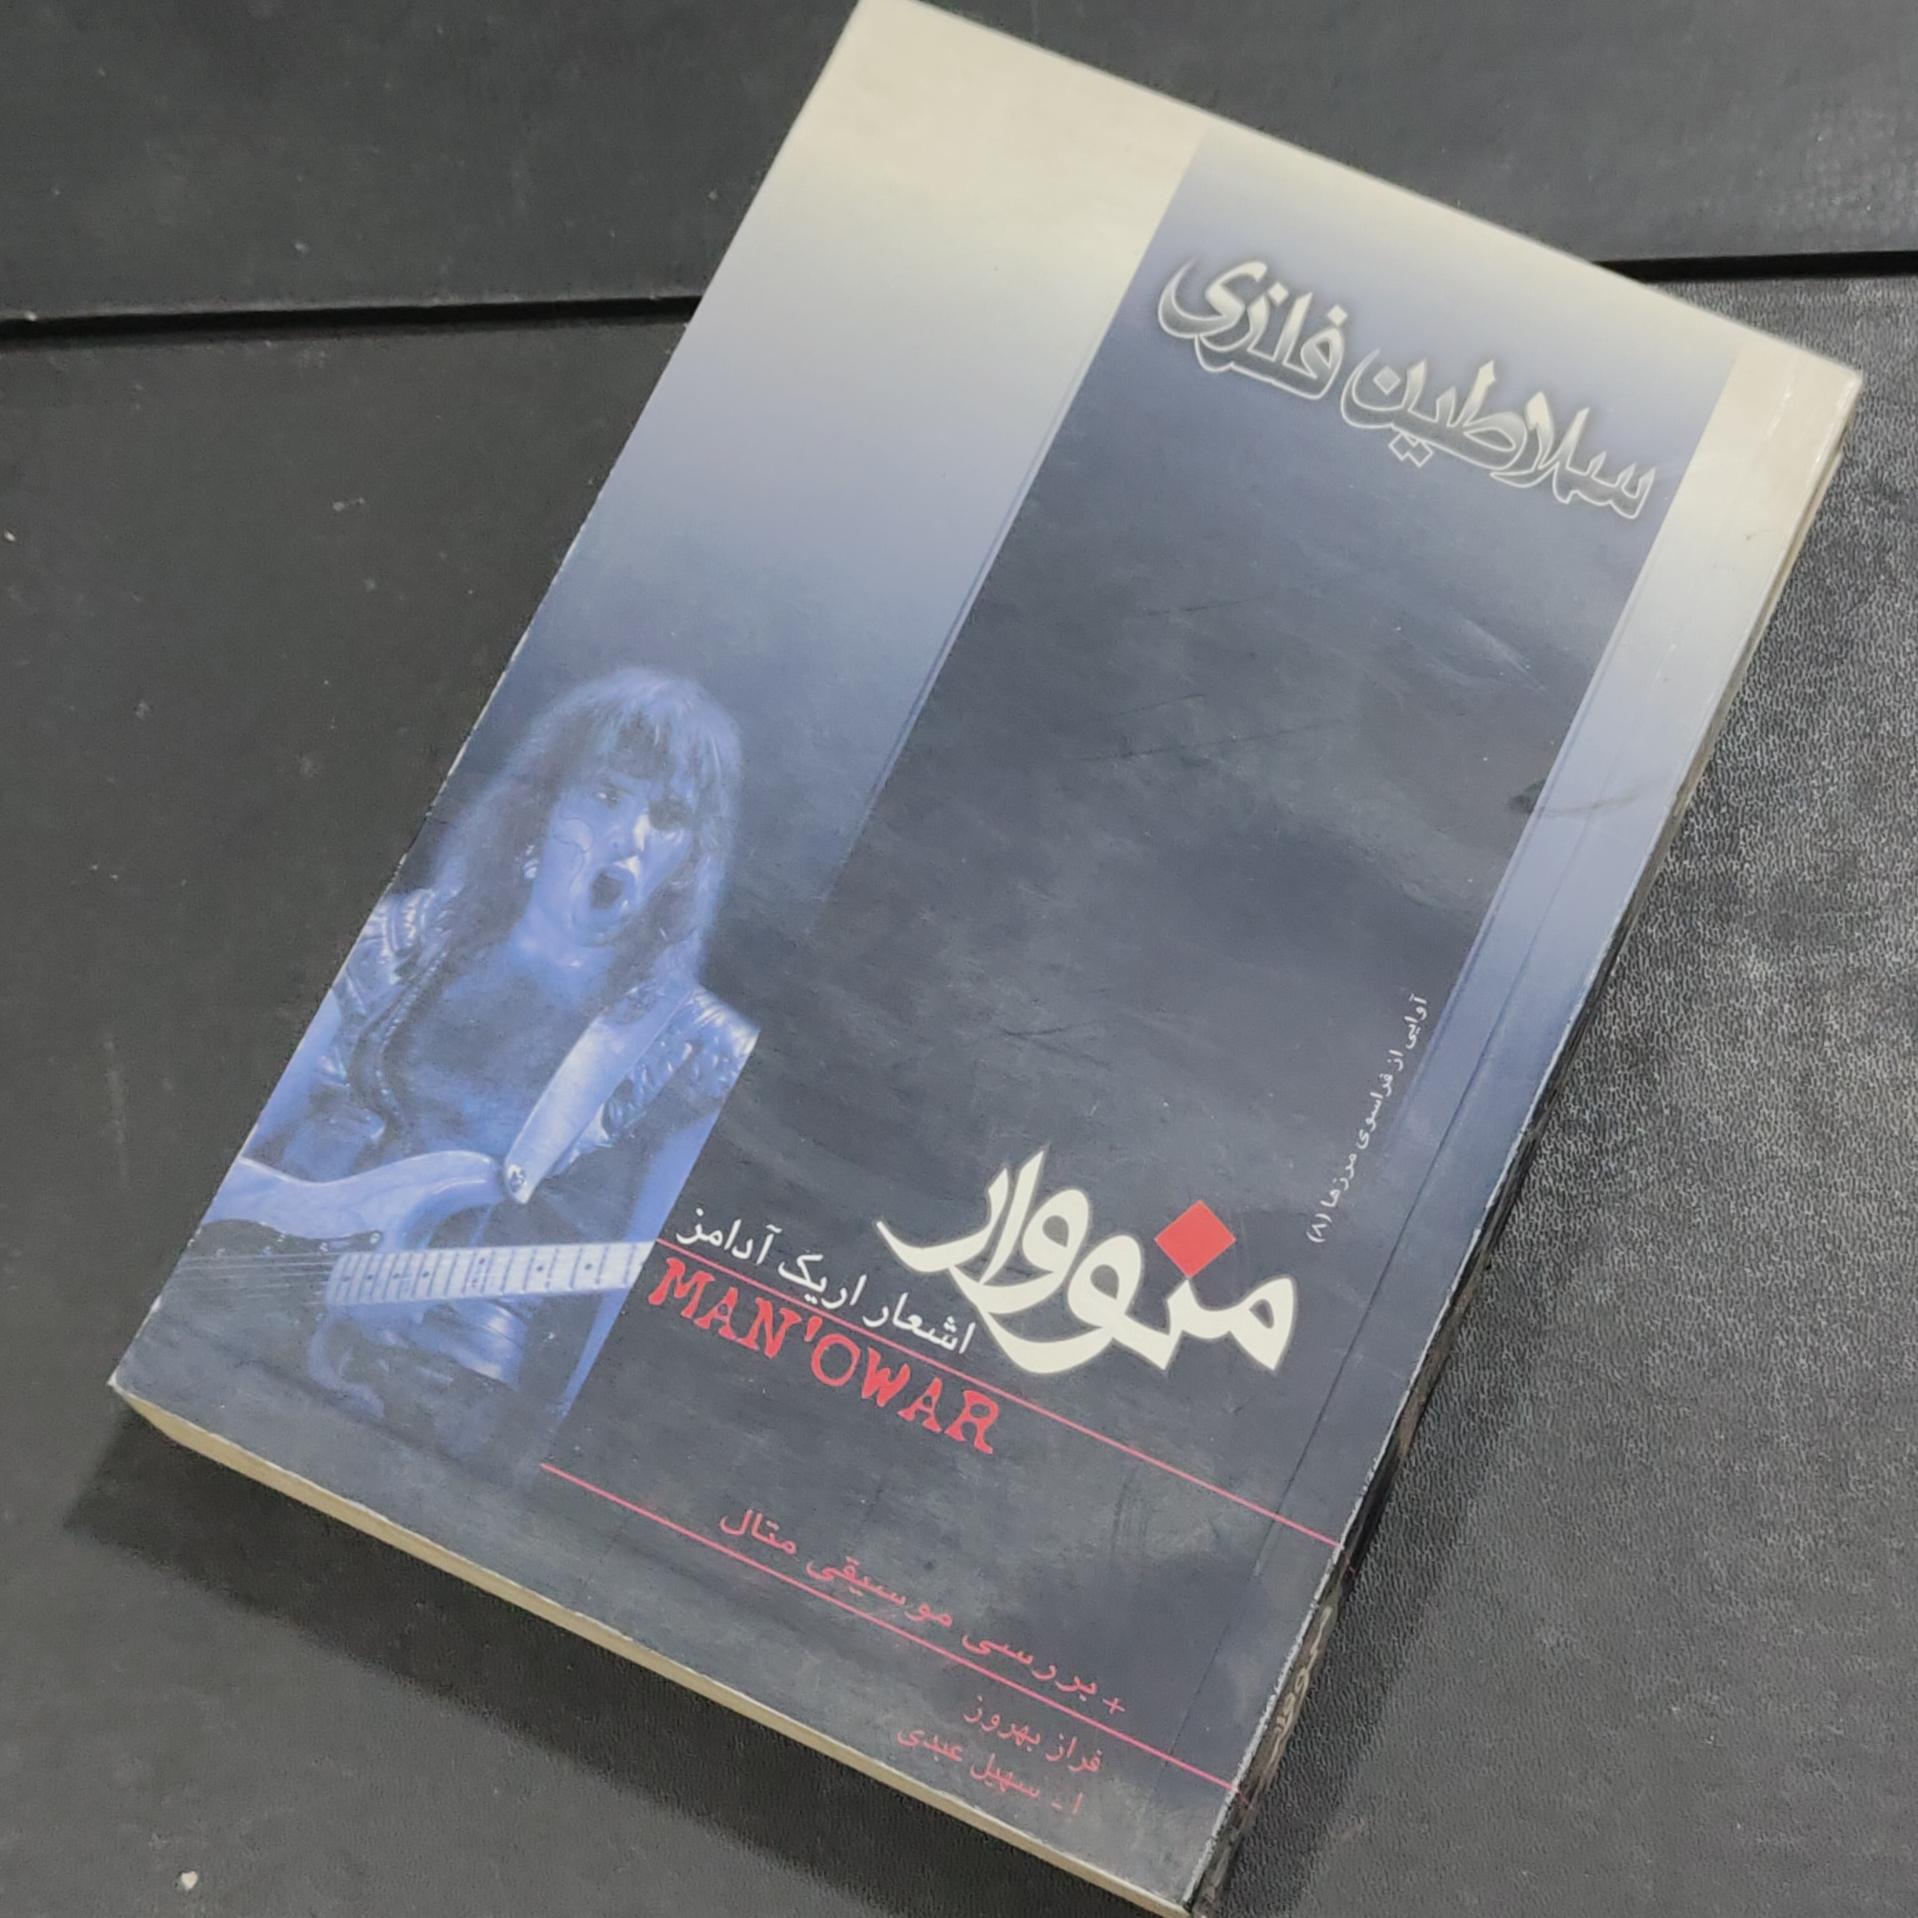 سلاطین فلزی
آوایی از فراسوی مرزها (۸)
منووار
اشعار اریک آدامز
MAN'OWAR
+ بررسی موسیقی متال
فراز بهروز
سهیل عبدی